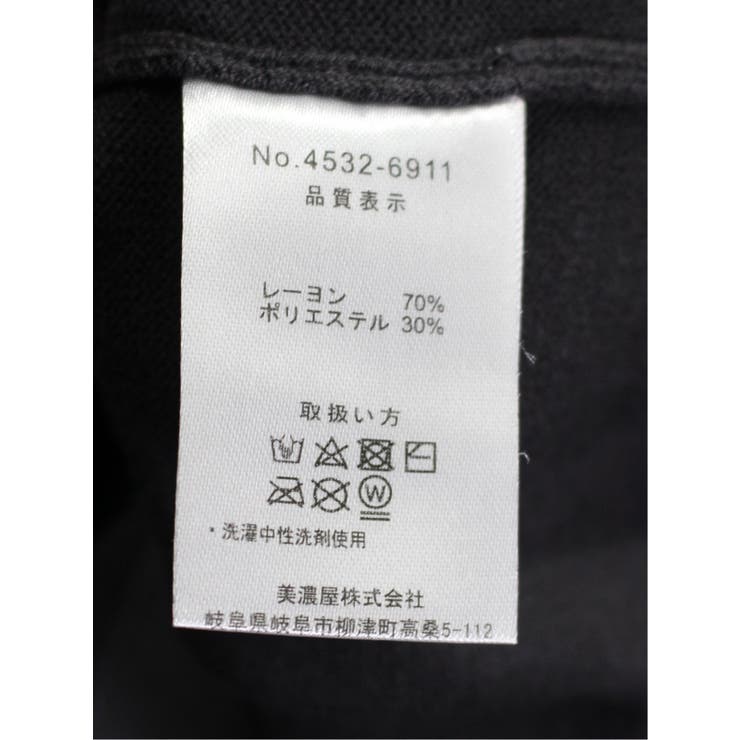 No.4532-6911
品質表示
レーヨン 70%
ポリエステル 30%
取扱い方
W
・洗濯中性洗剤使用
美濃屋株式会社
岐阜県岐阜市柳津町高桑5-112